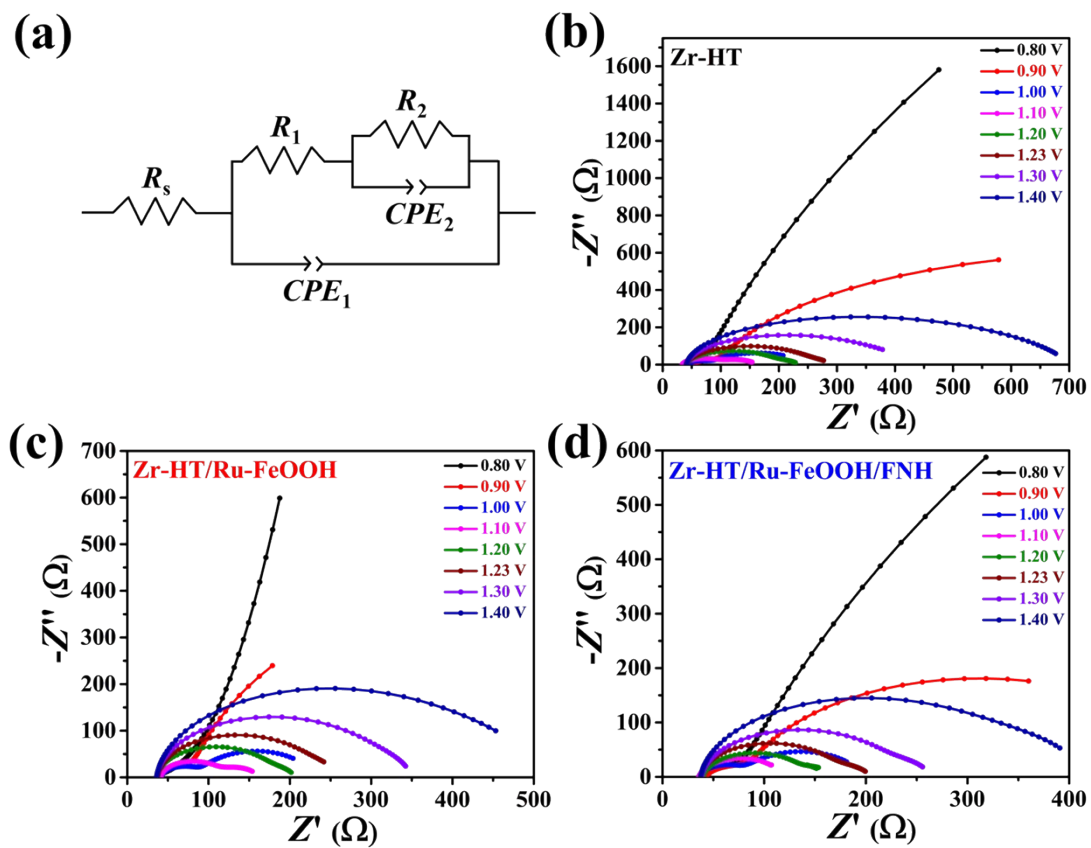 (a)
R1
R2
Rs
CPE2
CPE1
(b)
Zr-HT
0.80 V
0.90 V
1.00 V
1.10 V
1.20 V
1.23 V
1.30 V
1.40 V
1600
1400
1200
1000
800
600
400
200
0
-Z'' (Ω)
0 100 200 300 400 500 600 700
Z' (Ω)
(c)
Zr-HT/Ru-FeOOH
0.80 V
0.90 V
1.00 V
1.10 V
1.20 V
1.23 V
1.30 V
1.40 V
700
600
500
400
300
200
100
0
-Z'' (Ω)
0 100 200 300 400 500
Z' (Ω)
(d)
Zr-HT/Ru-FeOOH/FNH
0.80 V
0.90 V
1.00 V
1.10 V
1.20 V
1.23 V
1.30 V
1.40 V
600
500
400
300
200
100
0
-Z'' (Ω)
0 100 200 300 400
Z' (Ω)